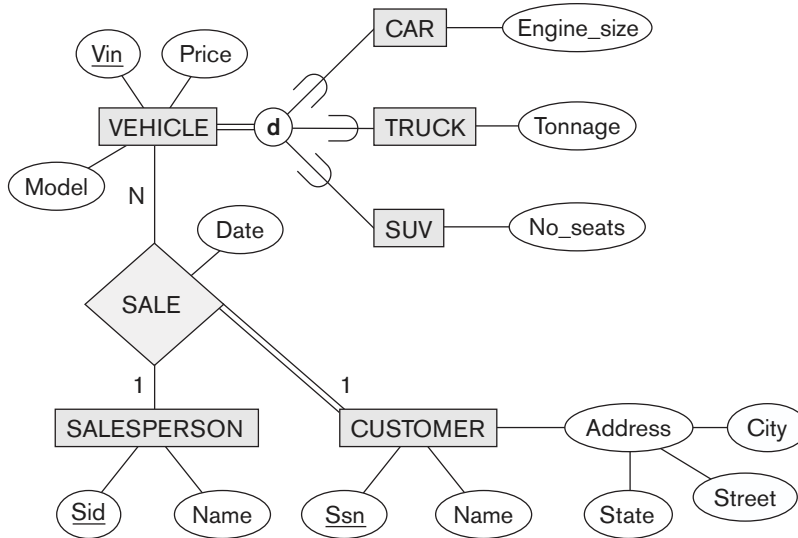 CAR
Engine_size
Vin
Price
VEHICLE
d
TRUCK
Tonnage
Model
N
Date
SUV
No_seats
SALE
1
1
SALESPERSON
CUSTOMER
Address
City
Sid
Name
Ssn
Name
State
Street